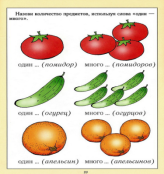 Назови количество предметов, используя слова «один —
много».
один ... (помидор) много ... (помидоров)
один ... (огурец) много ... (огурцов)
один ... (апельсин) много ... (апельсинов)